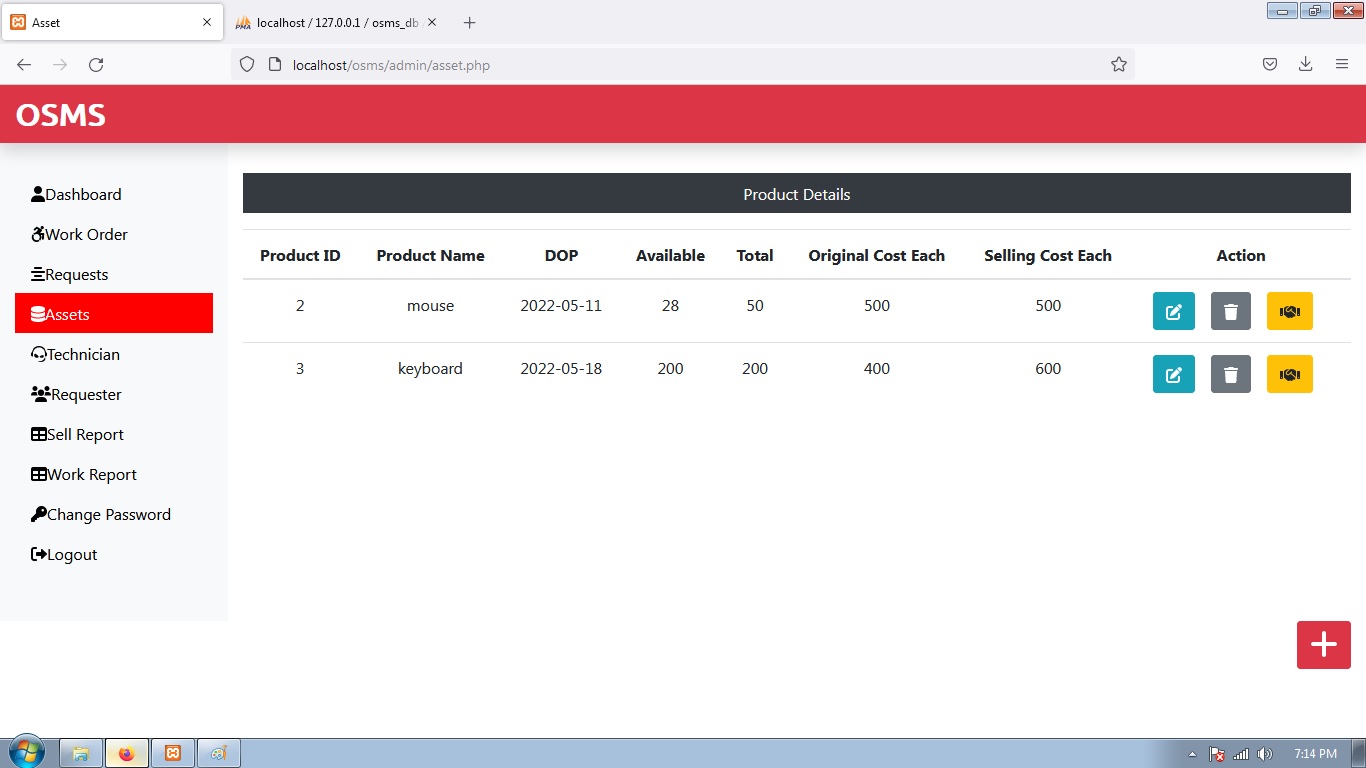 Asset
localhost / 127.0.0.1 / osms_db
localhost/osms/admin/asset.php
OSMS
Dashboard
Work Order
Requests
Assets
Technician
Requester
Sell Report
Work Report
Change Password
Logout
Product Details
Product ID Product Name DOP Available Total Original Cost Each Selling Cost Each Action
2 mouse 2022-05-11 28 50 500 500
3 keyboard 2022-05-18 200 200 400 600
7:14 PM